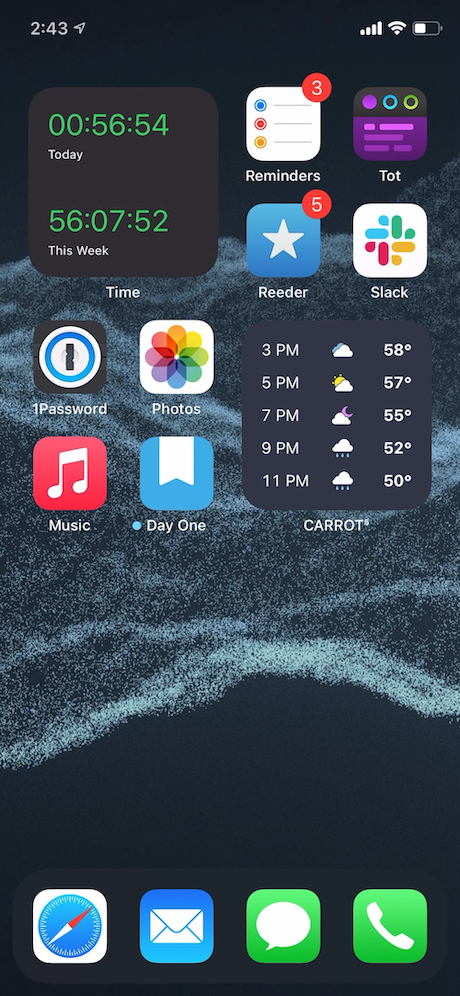 2:43
00:56:54
Today
56:07:52
This Week
Time
3
Reminders
Tot
5
Reeder
Slack
1Password
Photos
3 PM 58°
5 PM 57°
7 PM 55°
9 PM 52°
11 PM 50°
Music
Day One
CARROT⁵